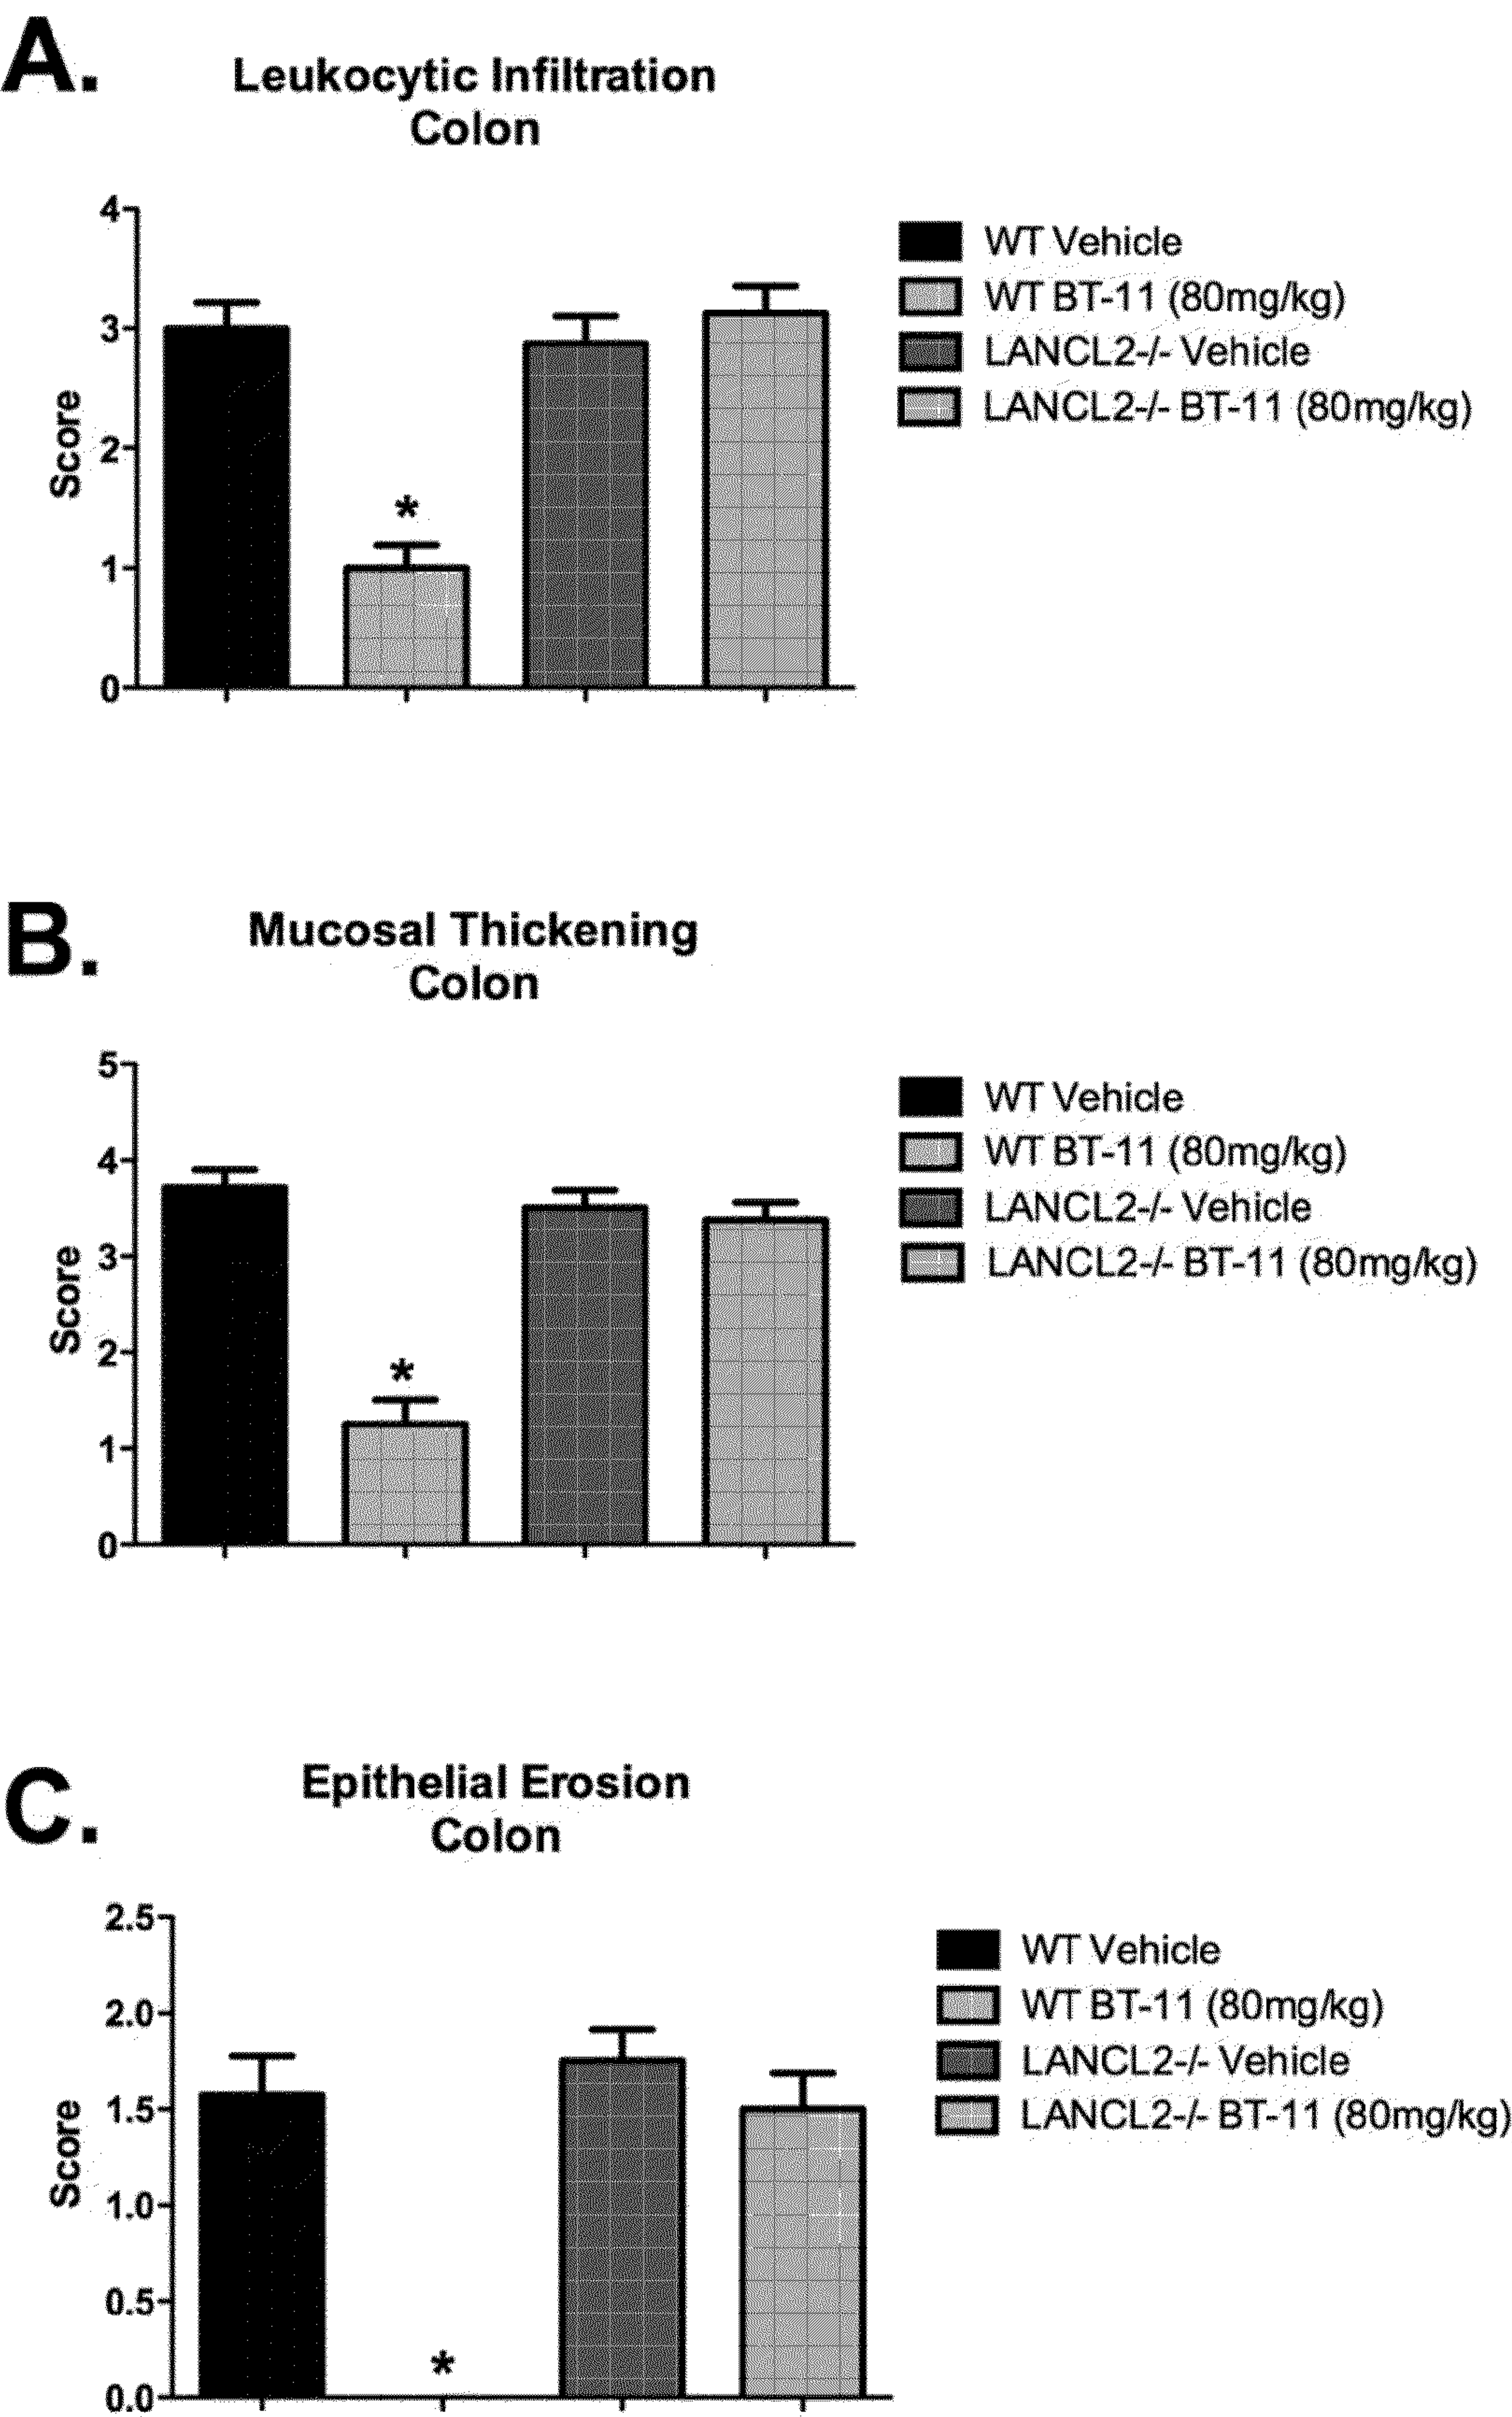 A.
Leukocytic Infiltration
Colon
4
3
2
1
0
Score
*
WT Vehicle
WT BT-11 (80mg/kg)
LANCL2-/- Vehicle
LANCL2-/- BT-11 (80mg/kg)
B.
Mucosal Thickening
Colon
5
4
3
2
1
0
Score
*
WT Vehicle
WT BT-11 (80mg/kg)
LANCL2-/- Vehicle
LANCL2-/- BT-11 (80mg/kg)
C.
Epithelial Erosion
Colon
2.5
2.0
1.5
1.0
0.5
0.0
Score
*
WT Vehicle
WT BT-11 (80mg/kg)
LANCL2-/- Vehicle
LANCL2-/- BT-11 (80mg/kg)